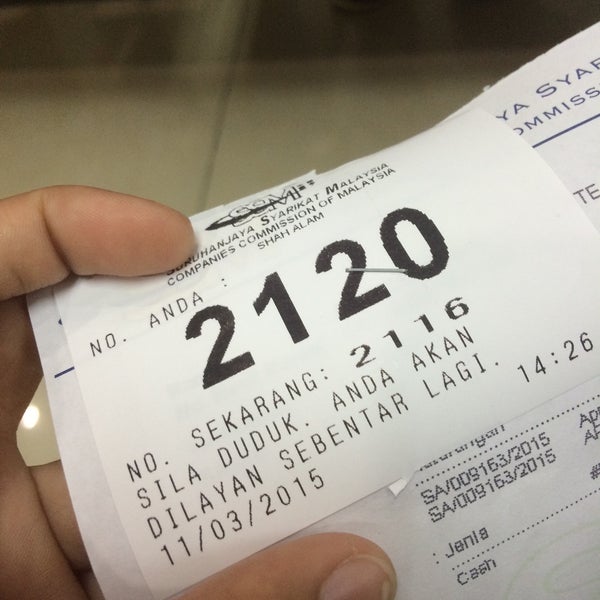 SSM
SURUHANJAYA SYARIKAT MALAYSIA
COMPANIES COMMISSION OF MALAYSIA
SHAH ALAM
NO. ANDA :
2120
NO. SEKARANG: 2116
SILA DUDUK. ANDA AKAN
DILAYAN SEBENTAR LAGI.
11/03/2015 14:26
SA/009163/2015
SA/009163/2015
: Jenis
Cash